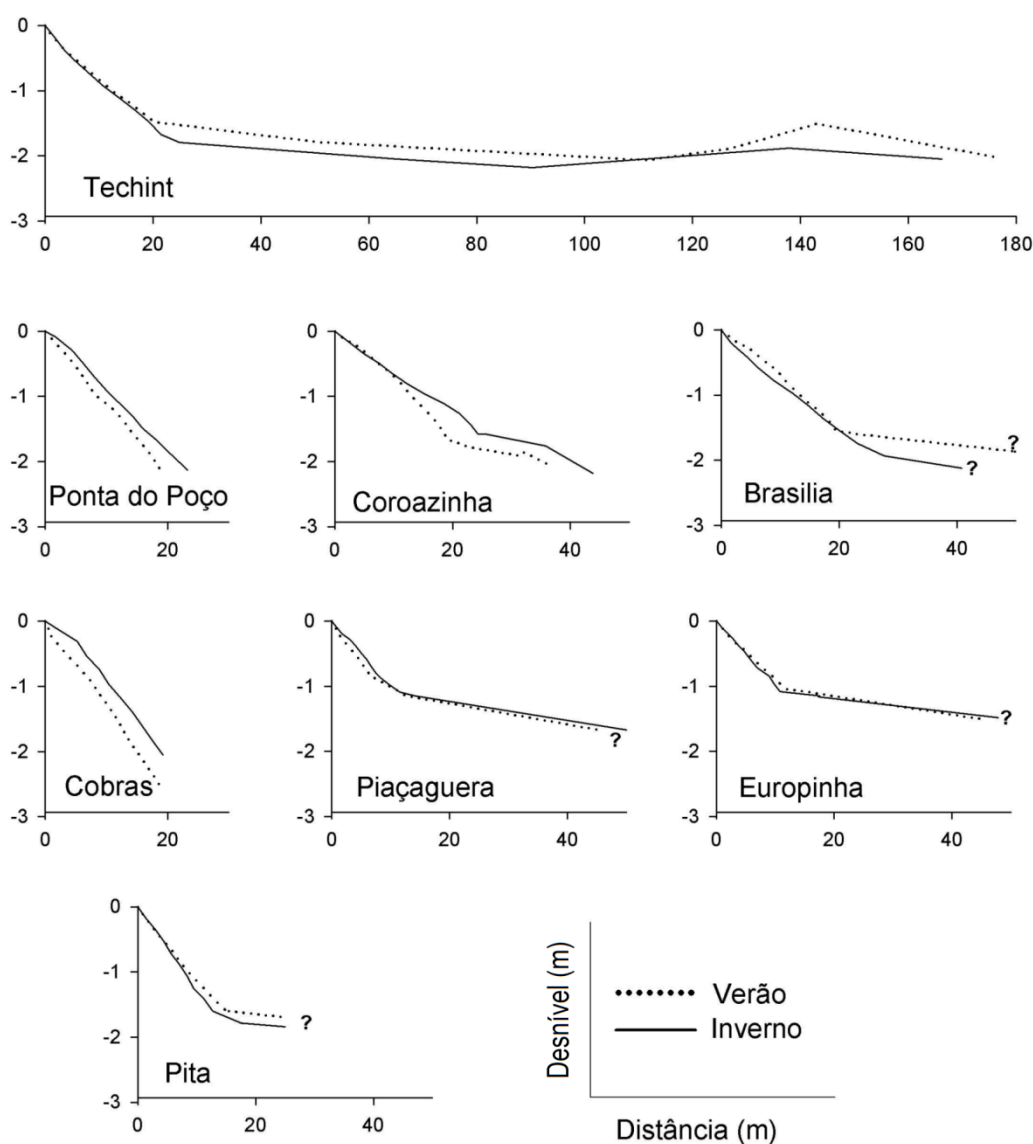 0
-1
-2
-3
Techint
0 20 40 60 80 100 120 140 160 180
0
-1
-2
-3
Ponta do Poço
0 20
0
-1
-2
-3
Coroazinha
0 20 40
0
-1
-2
-3
?
?
Brasilia
0 20 40
0
-1
-2
-3
Cobras
0 20
0
-1
-2
-3
?
Piaçaguera
0 20 40
0
-1
-2
-3
?
Europinha
0 20 40
0
-1
-2
-3
?
Pita
0 20 40
Desnível (m)
Verão
Inverno
Distância (m)